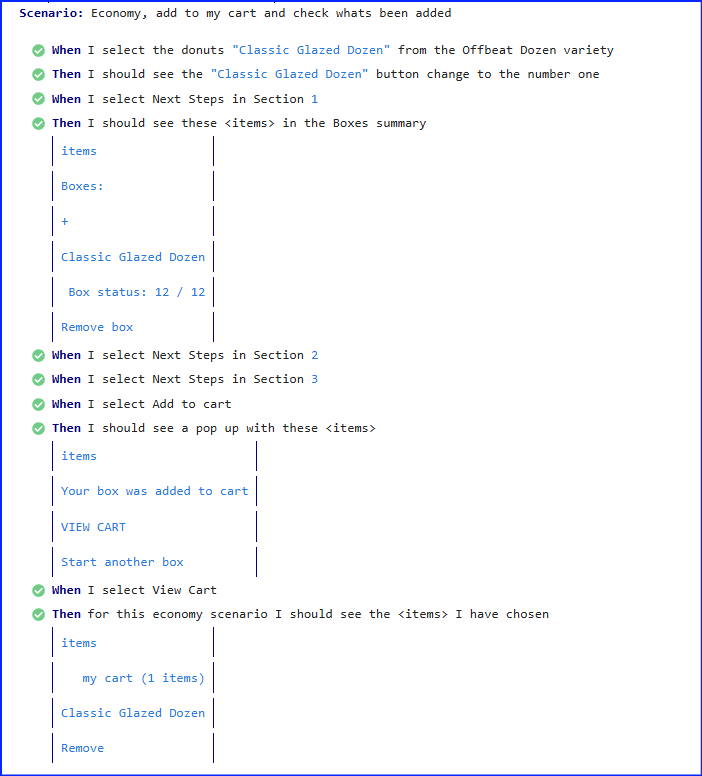 Scenario: Economy, add to my cart and check whats been added
When I select the donuts "Classic Glazed Dozen" from the Offbeat Dozen variety
Then I should see the "Classic Glazed Dozen" button change to the number one
When I select Next Steps in Section 1
Then I should see these <items> in the Boxes summary
items
Boxes:
+
Classic Glazed Dozen
Box status: 12 / 12
Remove box
When I select Next Steps in Section 2
When I select Next Steps in Section 3
When I select Add to cart
Then I should see a pop up with these <items>
items
Your box was added to cart
VIEW CART
Start another box
When I select View Cart
Then for this economy scenario I should see the <items> I have chosen
items
my cart (1 items)
Classic Glazed Dozen
Remove